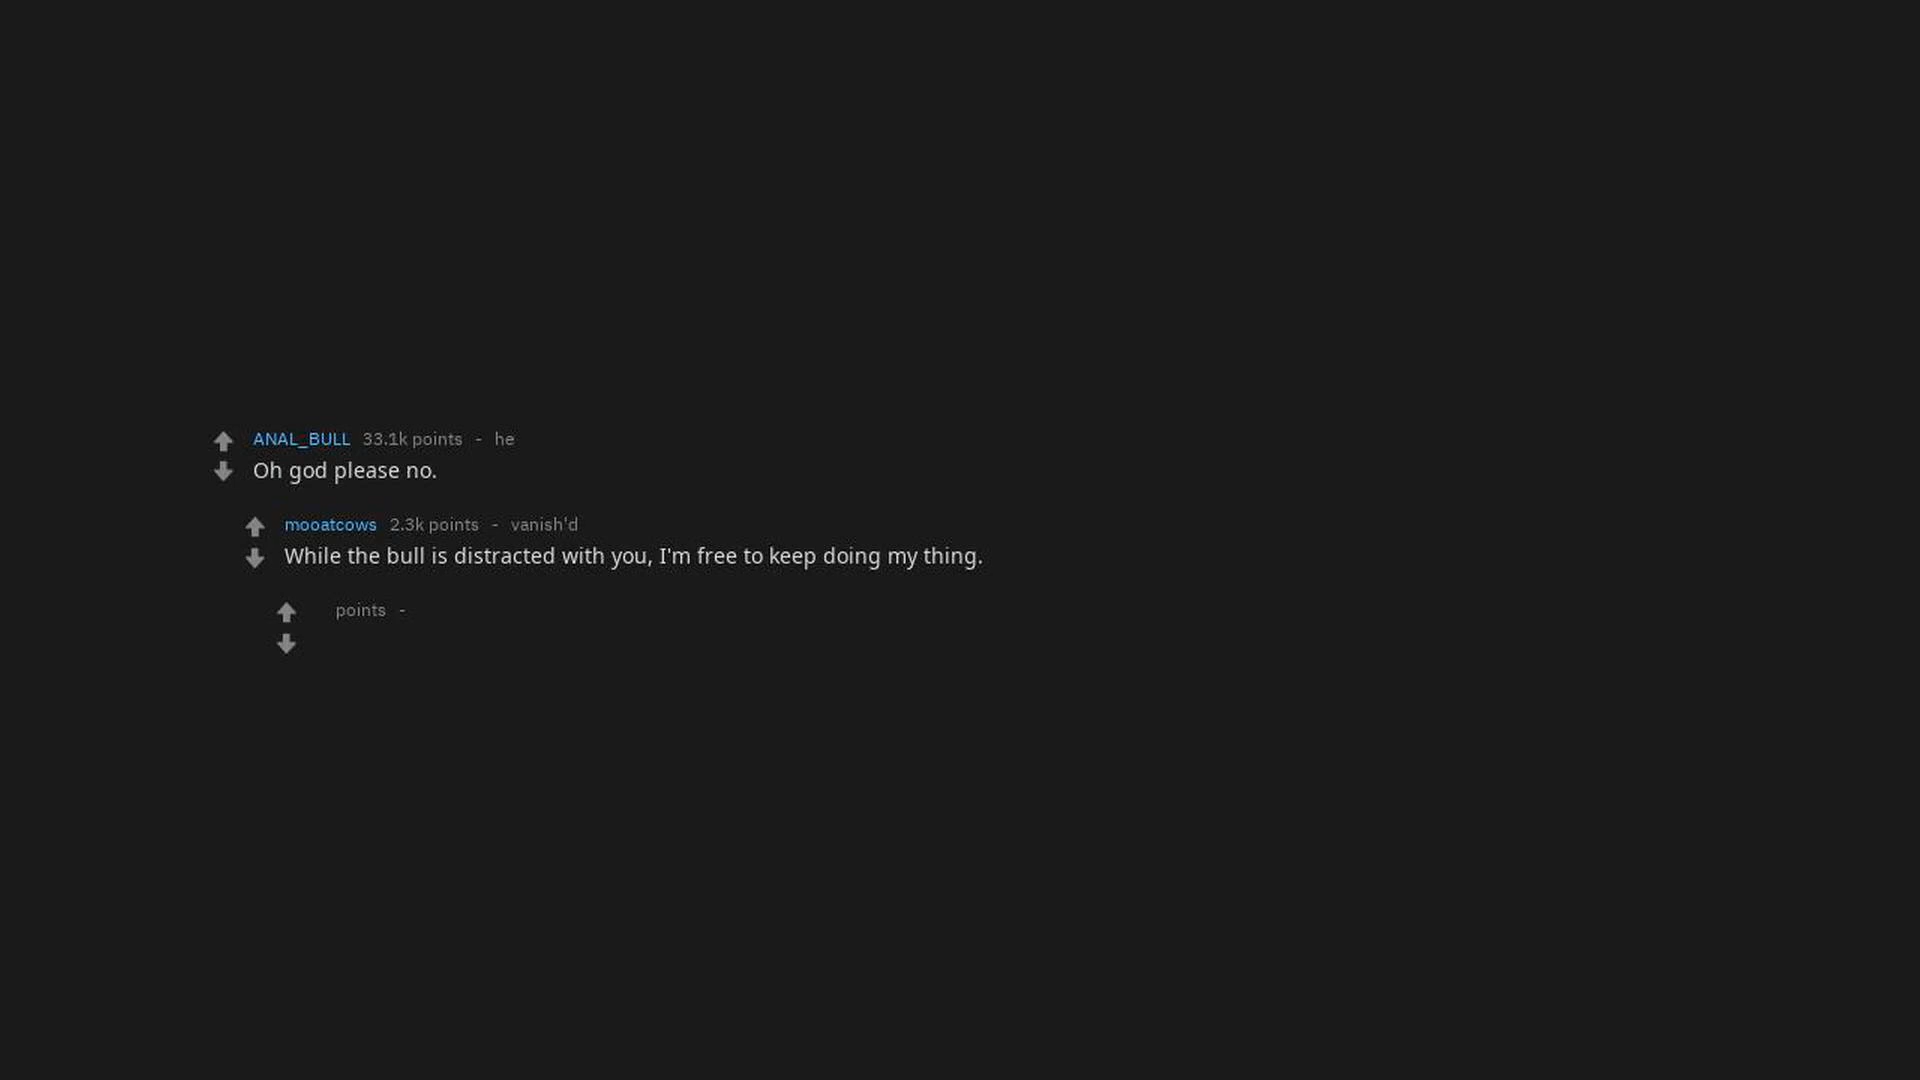 ANAL_BULL 33.1k points - he
Oh god please no.
mooatcows 2.3k points - vanish'd
While the bull is distracted with you, I'm free to keep doing my thing.
points -